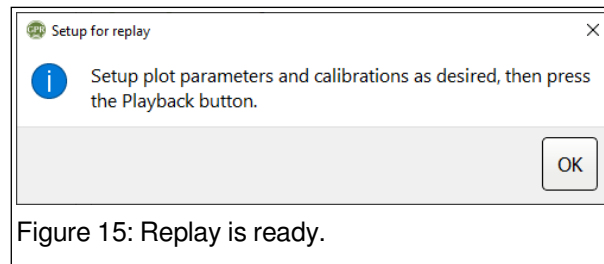 GPR
Setup for replay
Setup plot parameters and calibrations as desired, then press
the Playback button.
OK
Figure 15: Replay is ready.